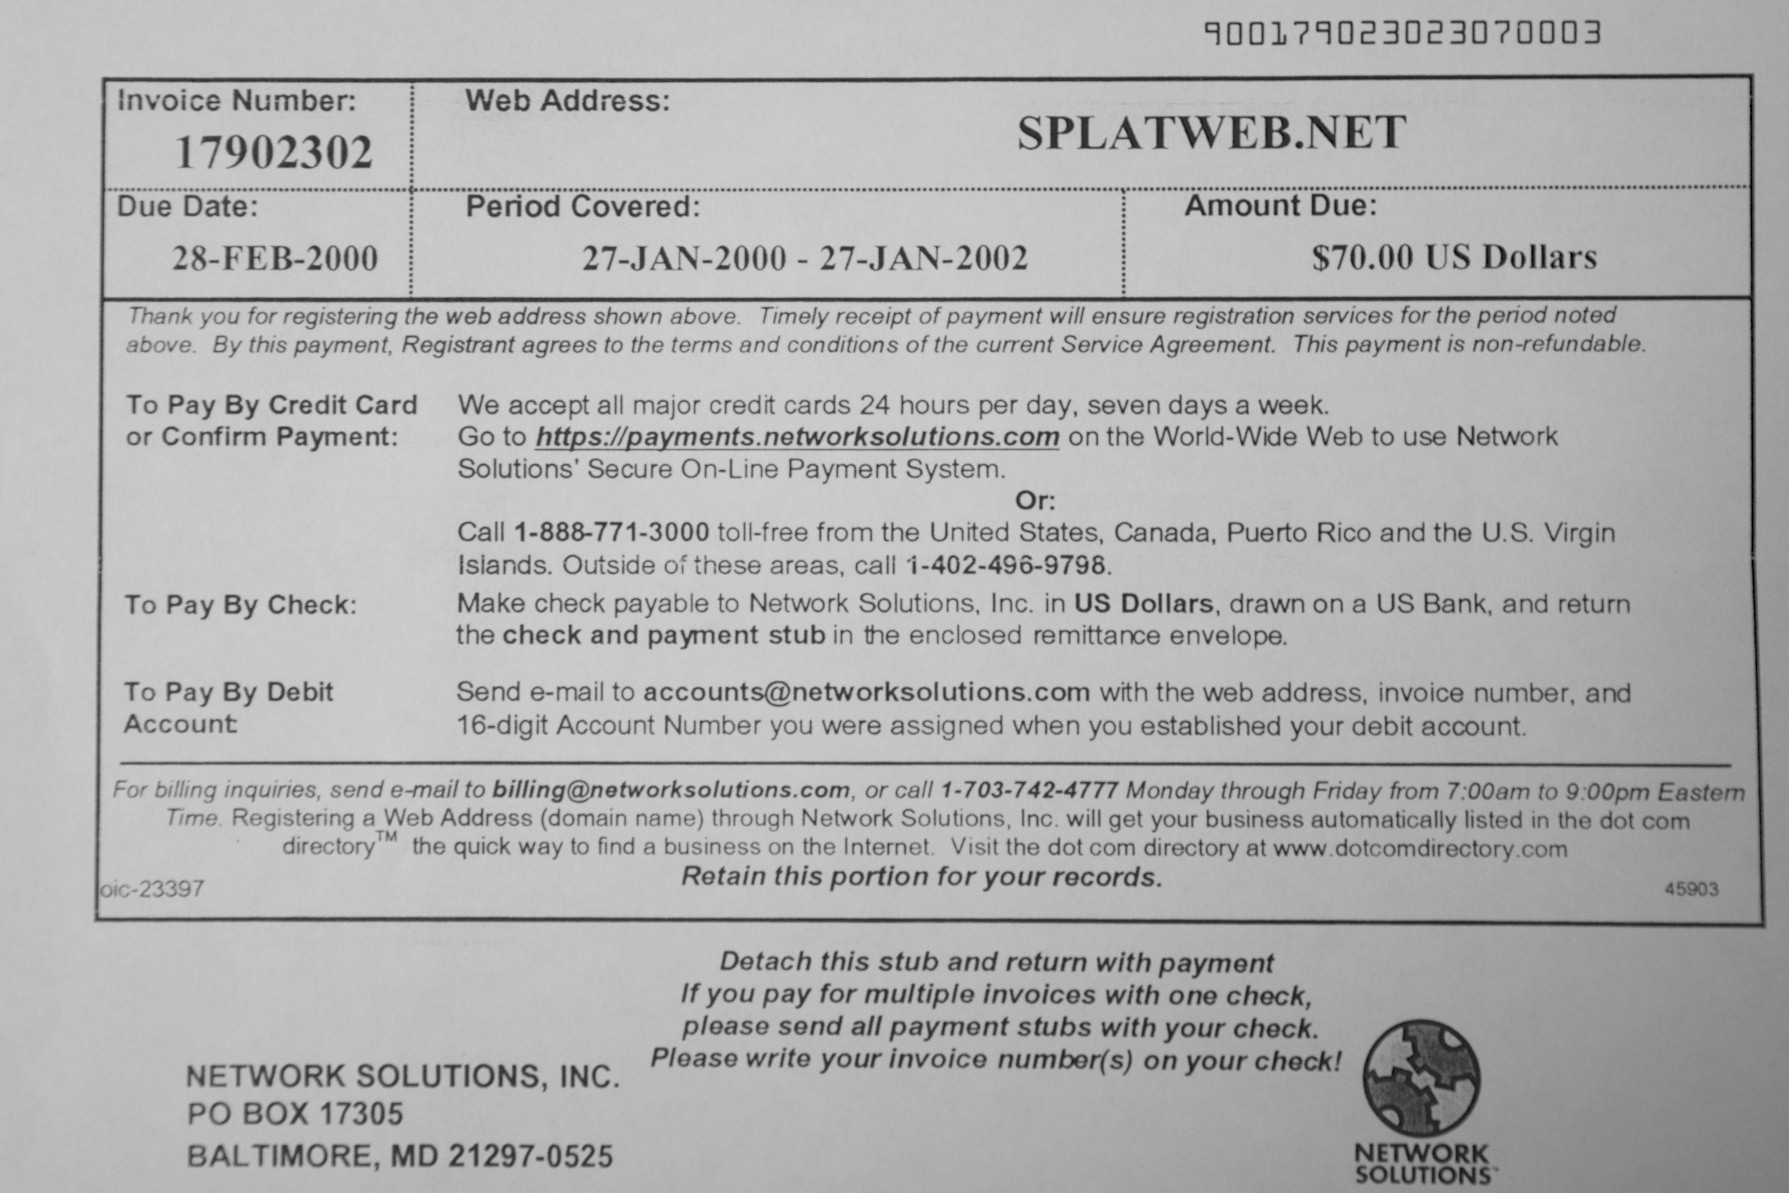 900179023023070003
Invoice Number:
17902302
Web Address:
SPLATWEB.NET
Due Date:
28-FEB-2000
Period Covered:
27-JAN-2000 - 27-JAN-2002
Amount Due:
$70.00 US Dollars
Thank you for registering the web address shown above. Timely receipt of payment will ensure registration services for the period noted
above. By this payment, Registrant agrees to the terms and conditions of the current Service Agreement. This payment is non-refundable.
To Pay By Credit Card
or Confirm Payment:
We accept all major credit cards 24 hours per day, seven days a week.
Go to https://payments.networksolutions.com on the World-Wide Web to use Network
Solutions' Secure On-Line Payment System.
Or:
Call 1-888-771-3000 toll-free from the United States, Canada, Puerto Rico and the U.S. Virgin
Islands. Outside of these areas, call 1-402-496-9798.
To Pay By Check:
Make check payable to Network Solutions, Inc. in US Dollars, drawn on a US Bank, and return
the check and payment stub in the enclosed remittance envelope.
To Pay By Debit
Account
Send e-mail to accounts@networksolutions.com with the web address, invoice number, and
16-digit Account Number you were assigned when you established your debit account.
For billing inquiries, send e-mail to billing@networksolutions.com, or call 1-703-742-4777 Monday through Friday from 7:00am to 9:00pm Eastern
Time. Registering a Web Address (domain name) through Network Solutions, Inc. will get your business automatically listed in the dot com
directory™ the quick way to find a business on the Internet. Visit the dot com directory at www.dotcomdirectory.com
Retain this portion for your records.
oic-23397
45903
Detach this stub and return with payment
If you pay for multiple invoices with one check,
please send all payment stubs with your check.
Please write your invoice number(s) on your check!
NETWORK SOLUTIONS, INC.
PO BOX 17305
BALTIMORE, MD 21297-0525
NETWORK
SOLUTIONS™